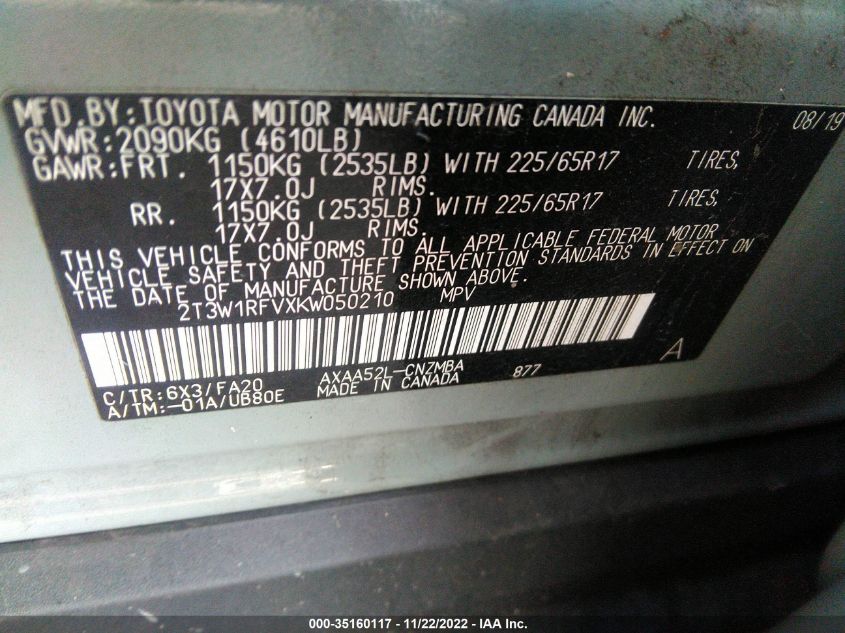 MFD.BY:TOYOTA MOTOR MANUFACTURING CANADA INC. 08/19
GVWR:2090KG (4610LB)
GAWR:FRT. 1150KG (2535LB) WITH 225/65R17 TIRES,
17X7.0J RIMS.
RR. 1150KG (2535LB) WITH 225/65R17 TIRES,
17X7.0J RIMS.
THIS VEHICLE CONFORMS TO ALL APPLICABLE FEDERAL MOTOR
VEHICLE SAFETY AND THEFT PREVENTION STANDARDS IN EFFECT ON
THE DATE OF MANUFACTURE SHOWN ABOVE.
2T3W1RFVXKW050210 MPV
A
C/TR:6X3/FA20 AXAA52L-CNZMBA 877
A/TM:-01A/UB80E MADE IN CANADA
000-35160117 - 11/22/2022 - IAA Inc.